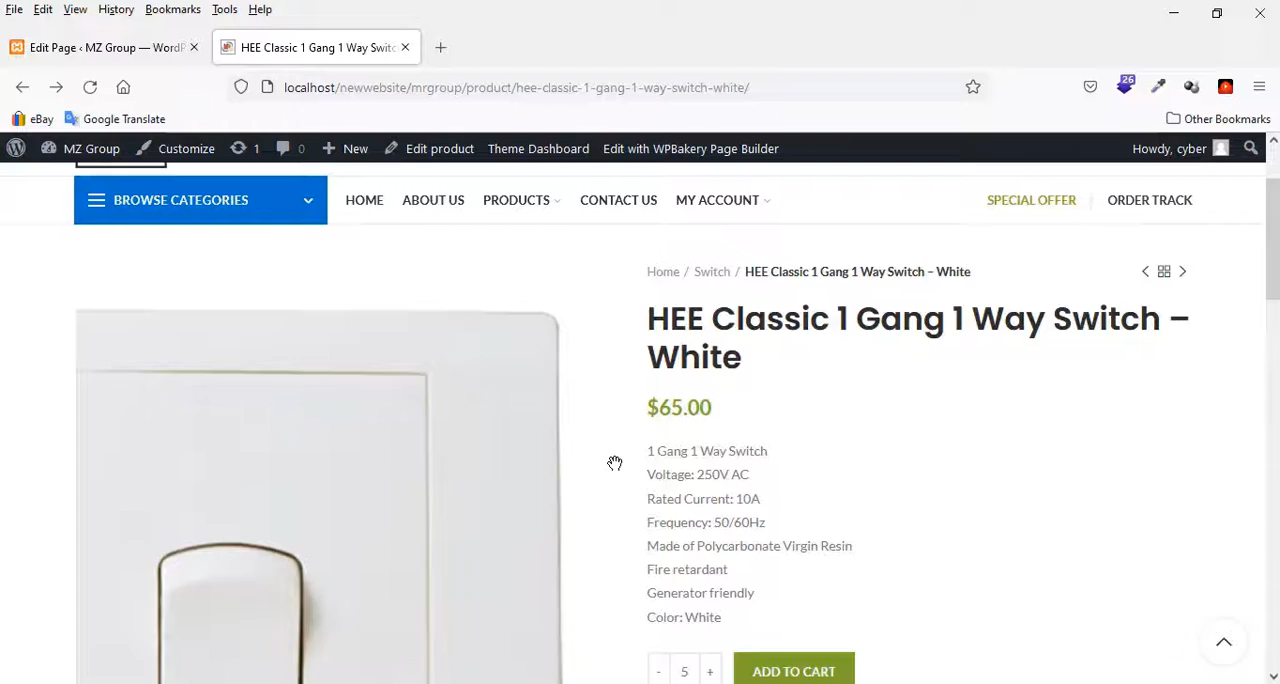 File Edit View History Bookmarks Tools Help
Edit Page ‹ MZ Group — WordP
HEE Classic 1 Gang 1 Way Switc
localhost/newwebsite/mrgroup/product/hee-classic-1-gang-1-way-switch-white/
26
eBay Google Translate Other Bookmarks
MZ Group Customize 1 0 New Edit product Theme Dashboard Edit with WPBakery Page Builder Howdy, cyber
BROWSE CATEGORIES HOME ABOUT US PRODUCTS CONTACT US MY ACCOUNT SPECIAL OFFER ORDER TRACK
Home / Switch / HEE Classic 1 Gang 1 Way Switch – White
HEE Classic 1 Gang 1 Way Switch –
White
$65.00
1 Gang 1 Way Switch
Voltage: 250V AC
Rated Current: 10A
Frequency: 50/60Hz
Made of Polycarbonate Virgin Resin
Fire retardant
Generator friendly
Color: White
- 5 + ADD TO CART